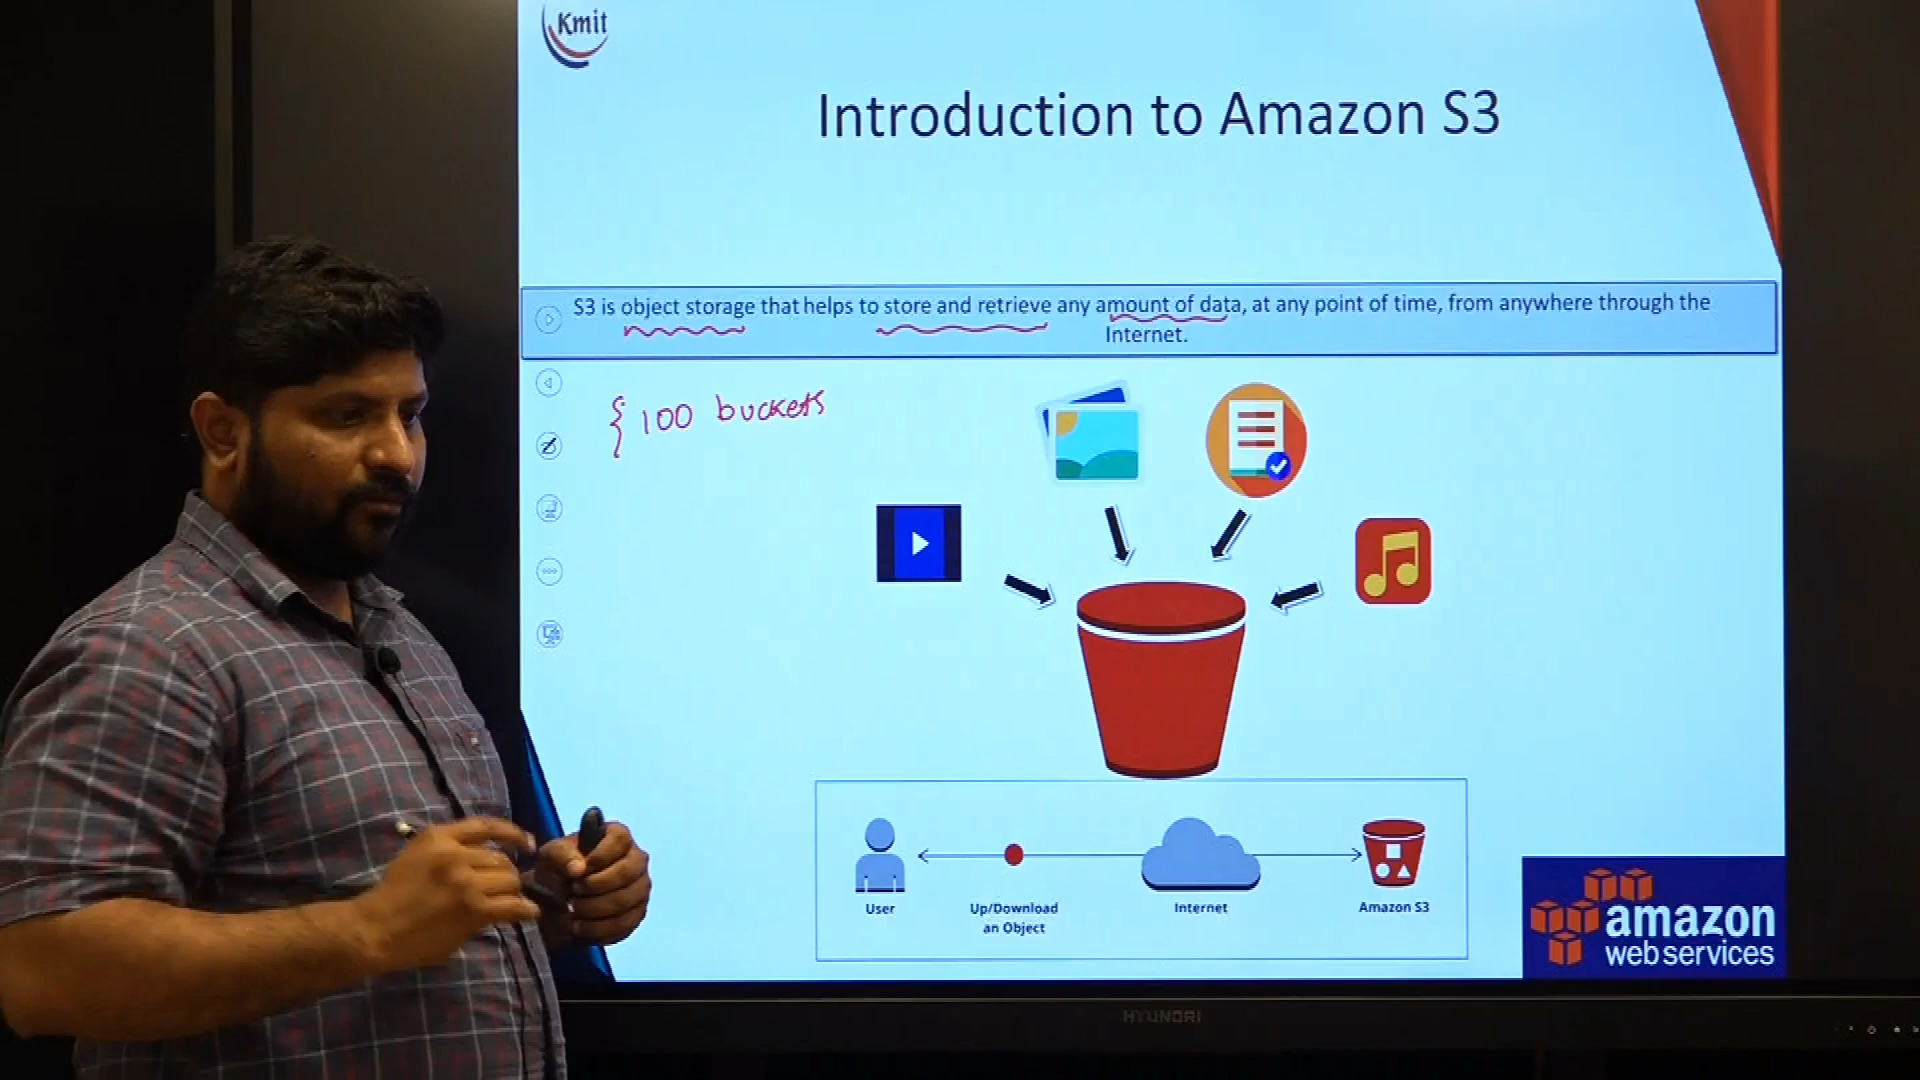 Kmit
Introduction to Amazon S3
S3 is object storage that helps to store and retrieve any amount of data, at any point of time, from anywhere through the
Internet.
{ 100 buckets
User
Up/Download
an Object
Internet
Amazon S3
amazon
web services
HYUNDAI